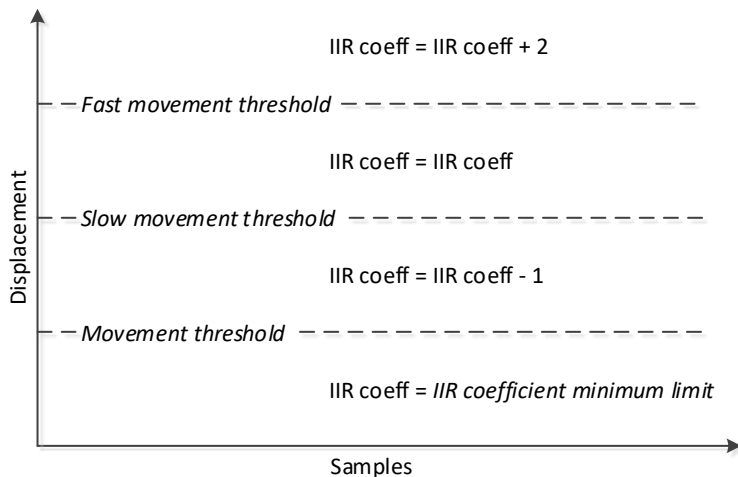 IIR coeff = IIR coeff + 2
Fast movement threshold
IIR coeff = IIR coeff
Slow movement threshold
IIR coeff = IIR coeff - 1
Movement threshold
IIR coeff = IIR coefficient minimum limit
Displacement
Samples